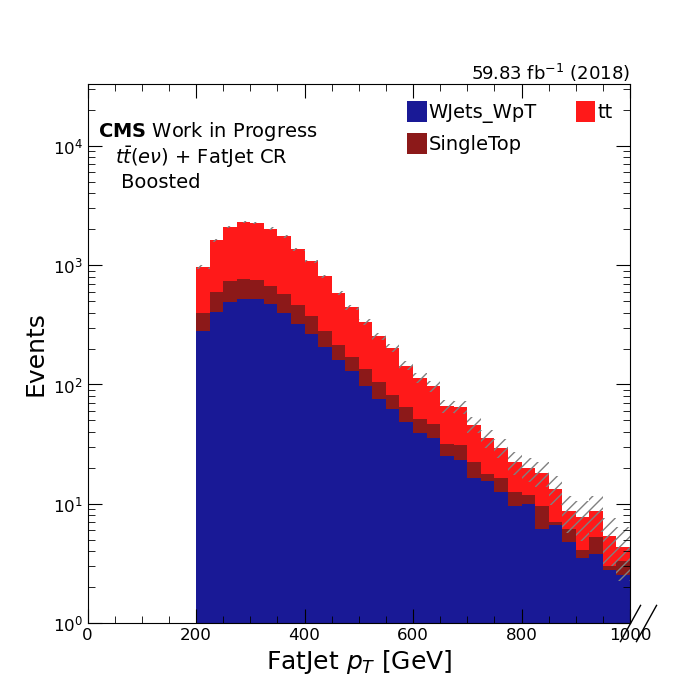 59.83 fb⁻¹ (2018)
WJets_WpT
tt
SingleTop
CMS Work in Progress
tt̄(eν) + FatJet CR
Boosted
10⁴
10³
10²
10¹
10⁰
Events
0 200 400 600 800 1000
FatJet p_T [GeV]